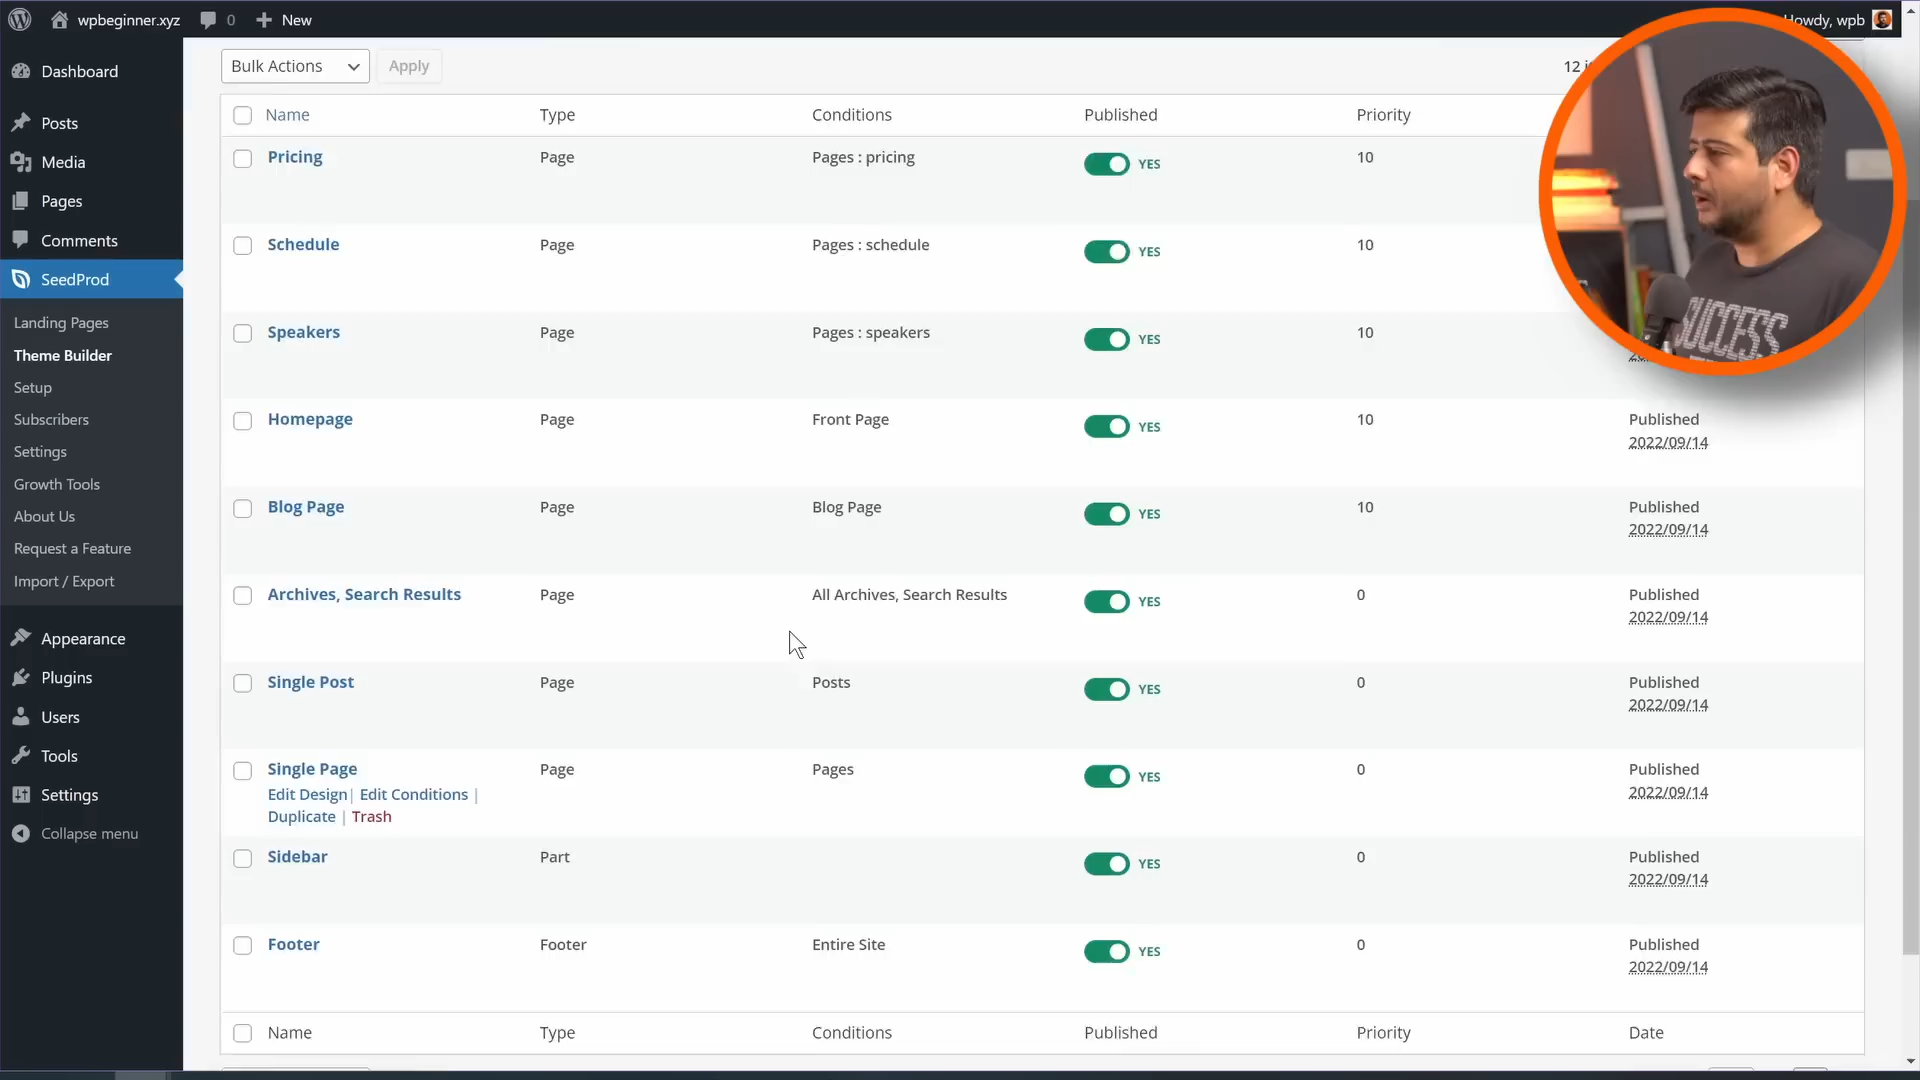 wpbeginner.xyz 0 New Howdy, wpb
Dashboard
Posts
Media
Pages
Comments
SeedProd
Landing Pages
Theme Builder
Setup
Subscribers
Settings
Growth Tools
About Us
Request a Feature
Import / Export
Appearance
Plugins
Users
Tools
Settings
Collapse menu
Bulk Actions Apply 12
Name Type Conditions Published Priority
Pricing Page Pages : pricing YES 10
Schedule Page Pages : schedule YES 10
Speakers Page Pages : speakers YES 10
Homepage Page Front Page YES 10 Published
2022/09/14
Blog Page Page Blog Page YES 10 Published
2022/09/14
Archives, Search Results Page All Archives, Search Results YES 0 Published
2022/09/14
Single Post Page Posts YES 0 Published
2022/09/14
Single Page Page Pages YES 0 Published
Edit Design | Edit Conditions | 2022/09/14
Duplicate | Trash
Sidebar Part YES 0 Published
2022/09/14
Footer Footer Entire Site YES 0 Published
2022/09/14
Name Type Conditions Published Priority Date
SUCCESS